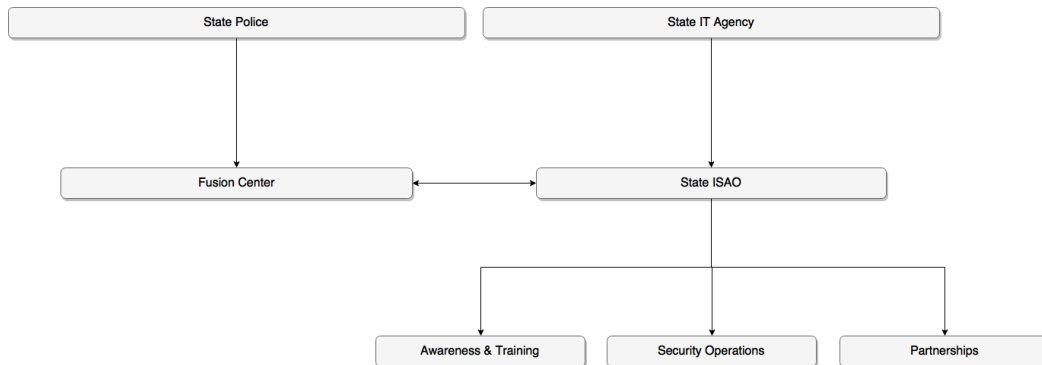 State Police
State IT Agency
Fusion Center
State ISAO
Awareness & Training
Security Operations
Partnerships